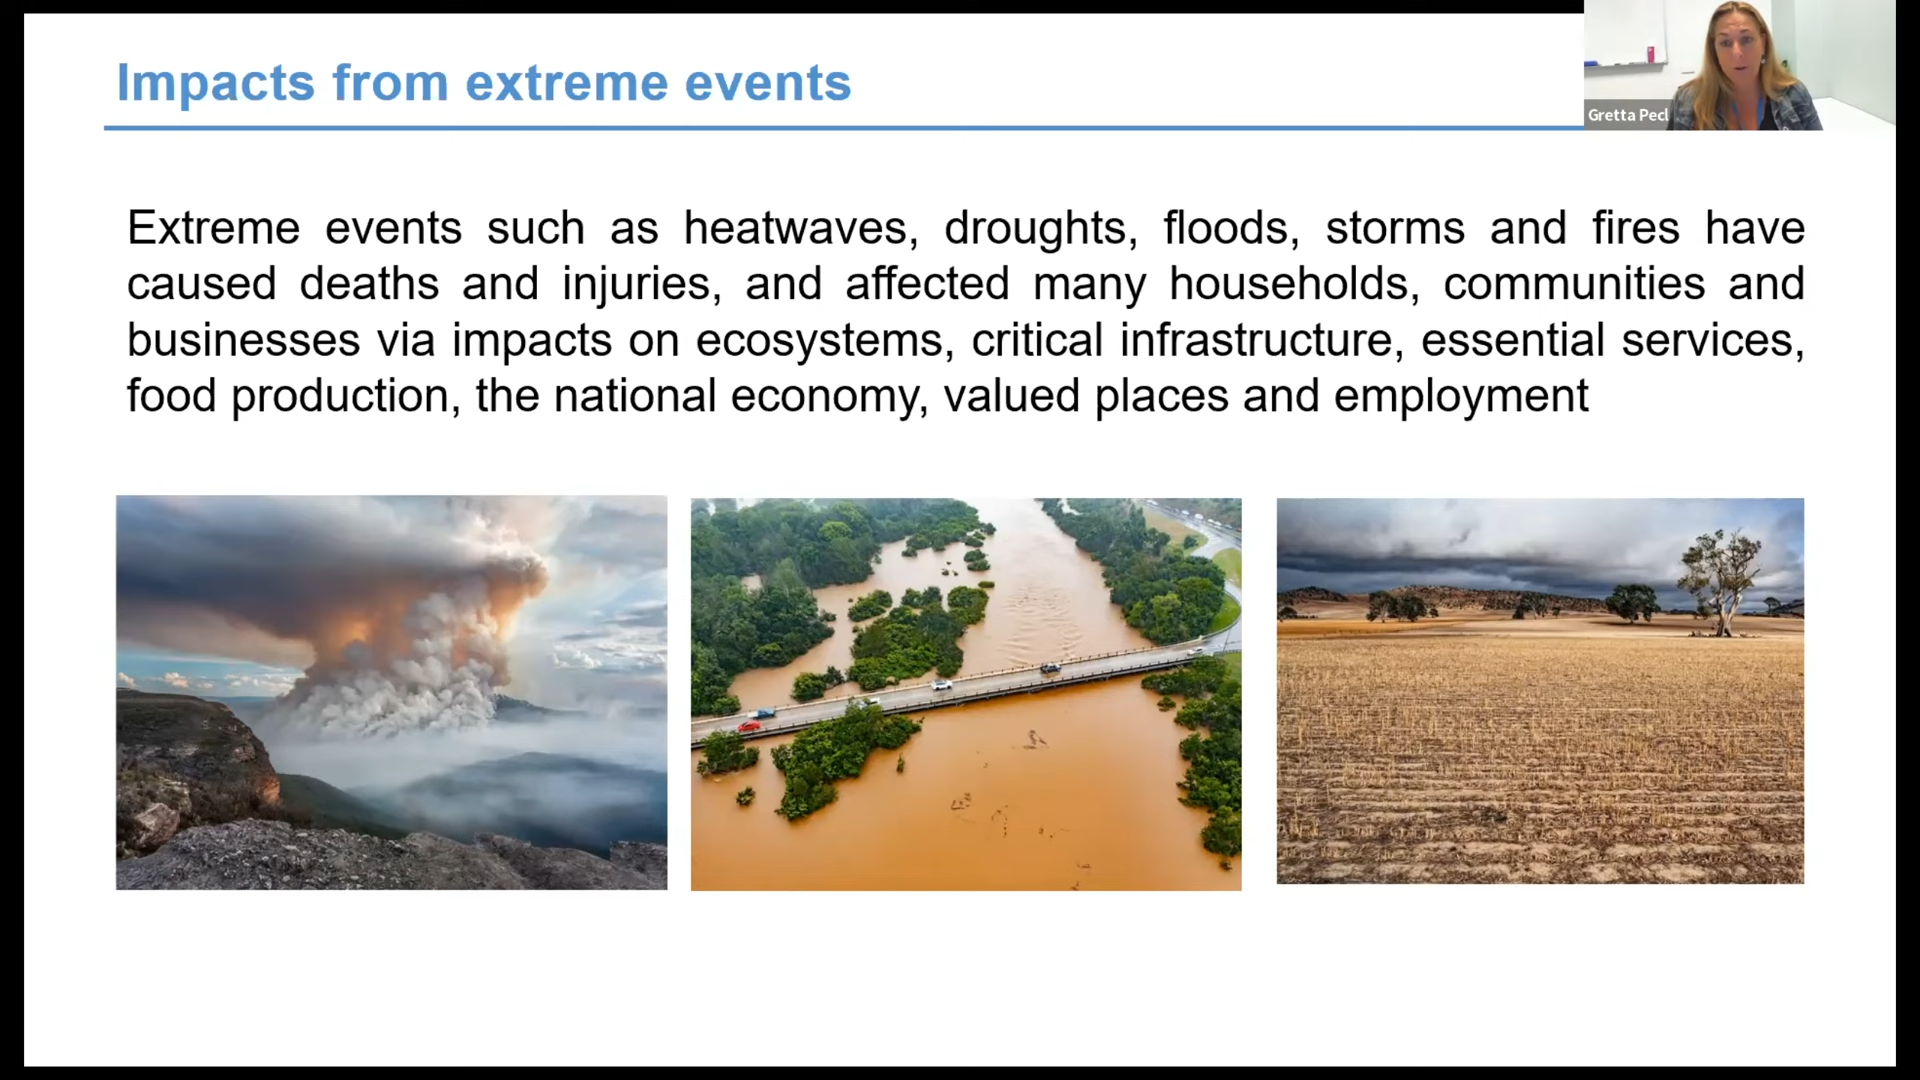 Impacts from extreme events
Gretta Pecl
Extreme events such as heatwaves, droughts, floods, storms and fires have
caused deaths and injuries, and affected many households, communities and
businesses via impacts on ecosystems, critical infrastructure, essential services,
food production, the national economy, valued places and employment